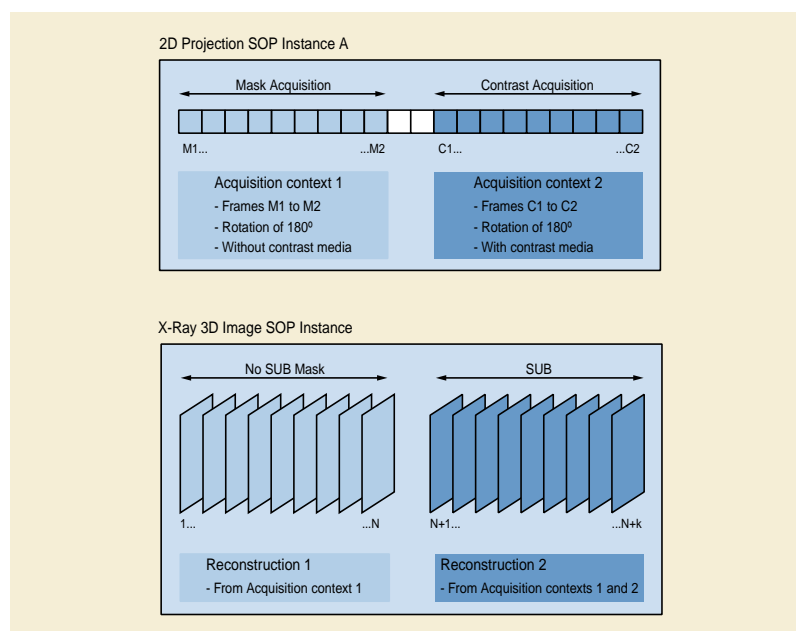 2D Projection SOP Instance A
Mask Acquisition
Contrast Acquisition
M1...
...M2
C1...
...C2
Acquisition context 1
- Frames M1 to M2
- Rotation of 180º
- Without contrast media
Acquisition context 2
- Frames C1 to C2
- Rotation of 180º
- With contrast media
X-Ray 3D Image SOP Instance
No SUB Mask
SUB
1...
...N
N+1...
...N+k
Reconstruction 1
- From Acquisition context 1
Reconstruction 2
- From Acquisition contexts 1 and 2